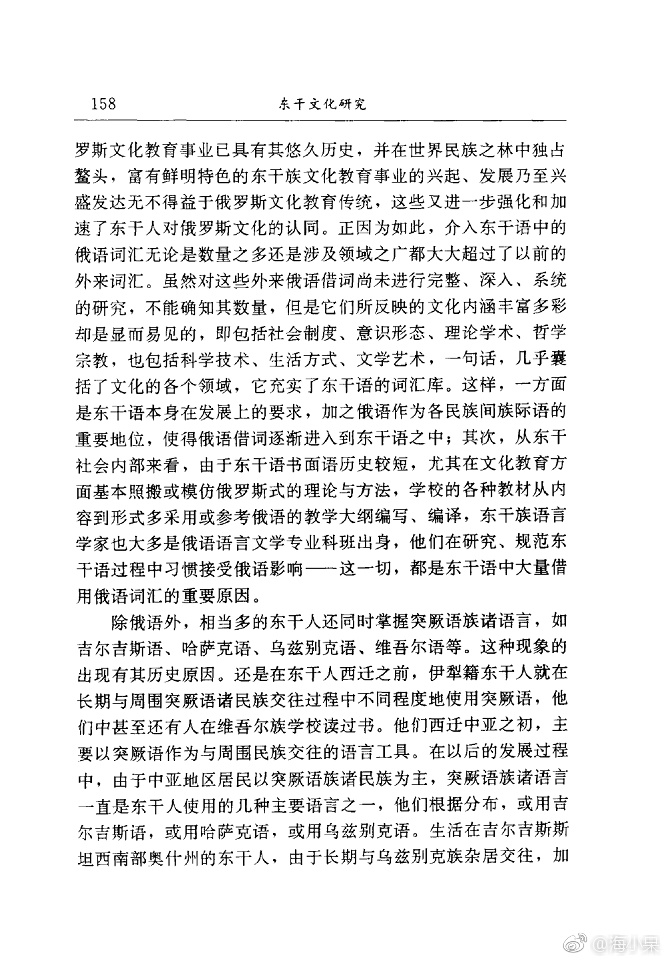 158
东干文化研究
罗斯文化教育事业已具有其悠久历史，并在世界民族之林中独占
鳌头，富有鲜明特色的东干族文化教育事业的兴起、发展乃至兴
盛发达无不得益于俄罗斯文化教育传统，这些又进一步强化和加
速了东干人对俄罗斯文化的认同。正因为如此，介入东干语中的
俄语词汇无论是数量之多还是涉及领域之广都大大超过了以前的
外来词汇。虽然对这些外来俄语借词尚未进行完整、深入、系统
的研究，不能确知其数量，但是它们所反映的文化内涵丰富多彩
却是显而易见的，即包括社会制度、意识形态、理论学术、哲学
宗教，也包括科学技术、生活方式、文学艺术，一句话，几乎囊
括了文化的各个领域，它充实了东干语的词汇库。这样，一方面
是东干语本身在发展上的要求，加之俄语作为各民族间族际语的
重要地位，使得俄语借词逐渐进入到东干语之中；其次，从东干
社会内部来看，由于东干语书面语历史较短，尤其在文化教育方
面基本照搬或模仿俄罗斯式的理论与方法，学校的各种教材从内
容到形式多采用或参考俄语的教学大纲编写、编译，东干族语言
学家也大多是俄语语言文学专业科班出身，他们在研究、规范东
干语过程中习惯接受俄语影响——这一切，都是东干语中大量借
用俄语词汇的重要原因。
除俄语外，相当多的东干人还同时掌握突厥语族诸语言，如
吉尔吉斯语、哈萨克语、乌兹别克语、维吾尔语等。这种现象的
出现有其历史原因。还是在东干人西迁之前，伊犁籍东干人就在
长期与周围突厥语诸民族交往过程中不同程度地使用突厥语，他
们中甚至还有人在维吾尔族学校读过书。他们西迁中亚之初，主
要以突厥语作为与周围民族交往的语言工具。在以后的发展过程
中，由于中亚地区居民以突厥语族诸民族为主，突厥语族诸语言
一直是东干人使用的几种主要语言之一，他们根据分布，或用吉
尔吉斯语，或用哈萨克语，或用乌兹别克语。生活在吉尔吉斯斯
坦西南部奥什州的东干人，由于长期与乌兹别克族杂居交往，加
@海小杲